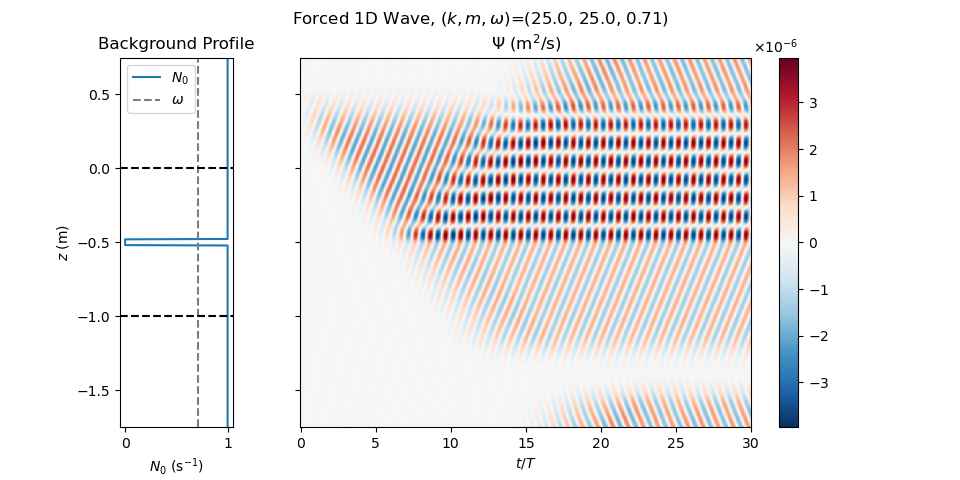 Forced 1D Wave, (k, m, ω)=(25.0, 25.0, 0.71)
Background Profile
Ψ (m²/s)
×10⁻⁶
N₀
ω
0.5
0.0
−0.5
−1.0
−1.5
z (m)
0 1
N₀ (s⁻¹)
0 5 10 15 20 25 30
t/T
3
2
1
0
−1
−2
−3